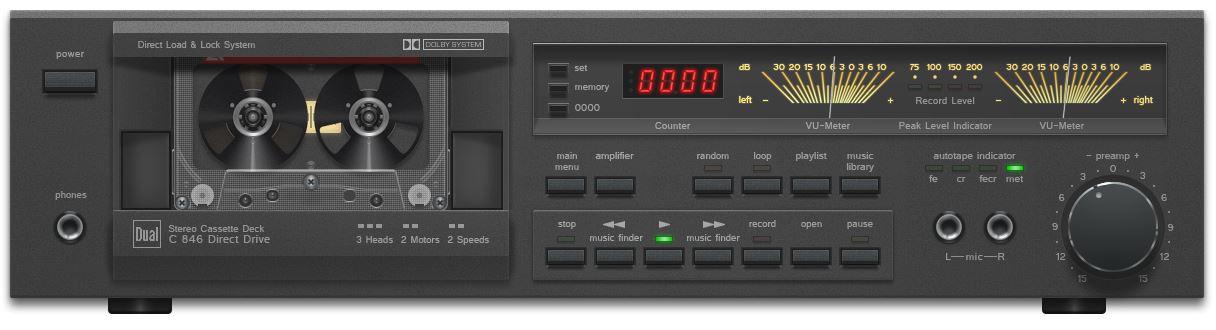 power
Direct Load & Lock System
DOLBY SYSTEM
phones
Dual
Stereo Cassette Deck
C 846 Direct Drive
3 Heads 2 Motors 2 Speeds
set
memory
0000
0000
Counter
dB 30 20 15 10 6 3 0 3 6 10
left − +
VU-Meter
75 100 150 200
Record Level
Peak Level Indicator
30 20 15 10 6 3 0 3 6 10 dB
− + right
VU-Meter
main menu
amplifier
random
loop
playlist
music library
stop
◀◀
music finder
▶
▶▶
music finder
record
open
pause
autotape indicator
fe cr fecr met
L—mic—R
− preamp +
15 12 9 6 3 0 3 6 9 12 15